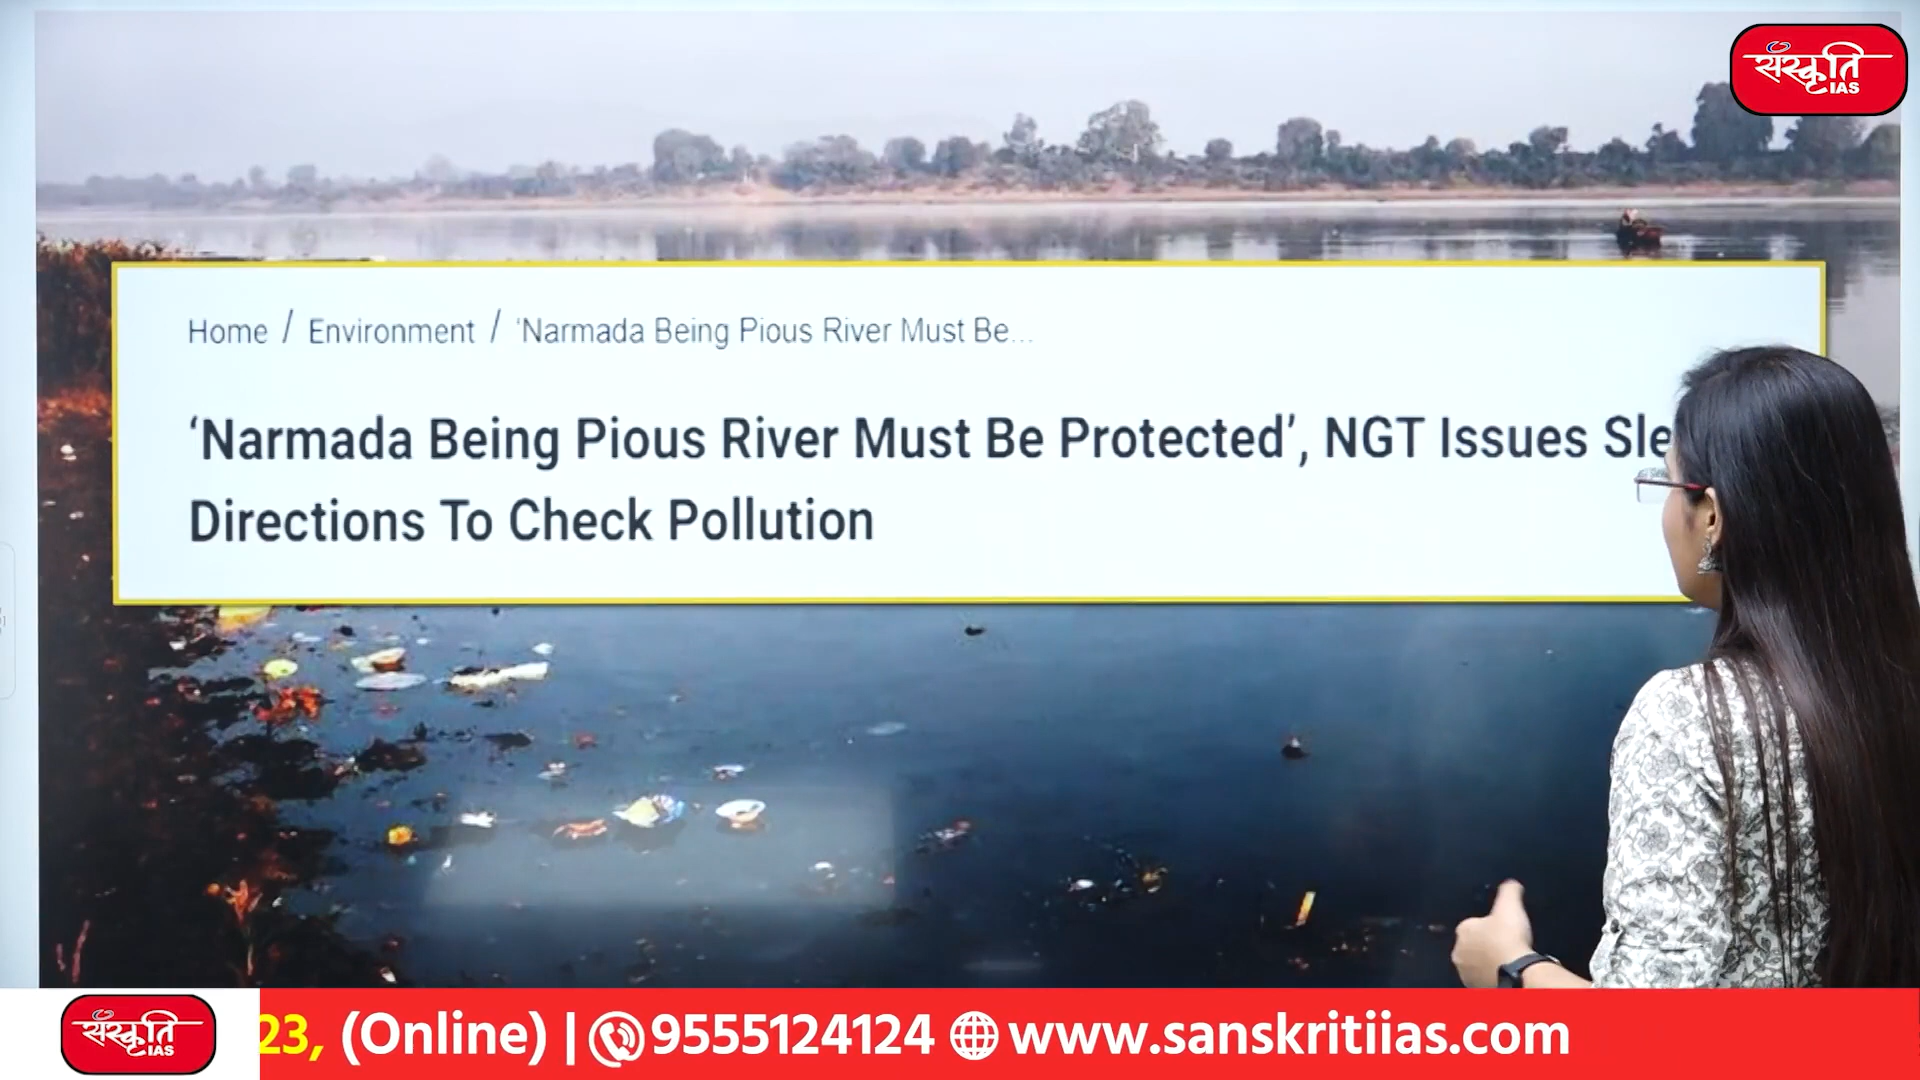 संस्कृति
IAS
Home / Environment / ‘Narmada Being Pious River Must Be...
‘Narmada Being Pious River Must Be Protected’, NGT Issues
Directions To Check Pollution
संस्कृति
IAS
23, (Online) | 9555124124 www.sanskritiias.com